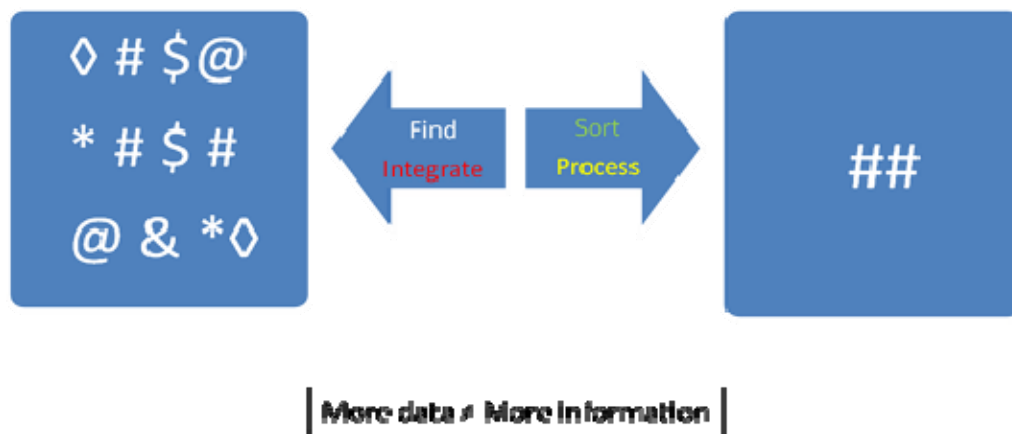 ◊ # $ @
* # $ #
@ & * ◊
Find
Integrate
Sort
Process
##
More data ≠ More information